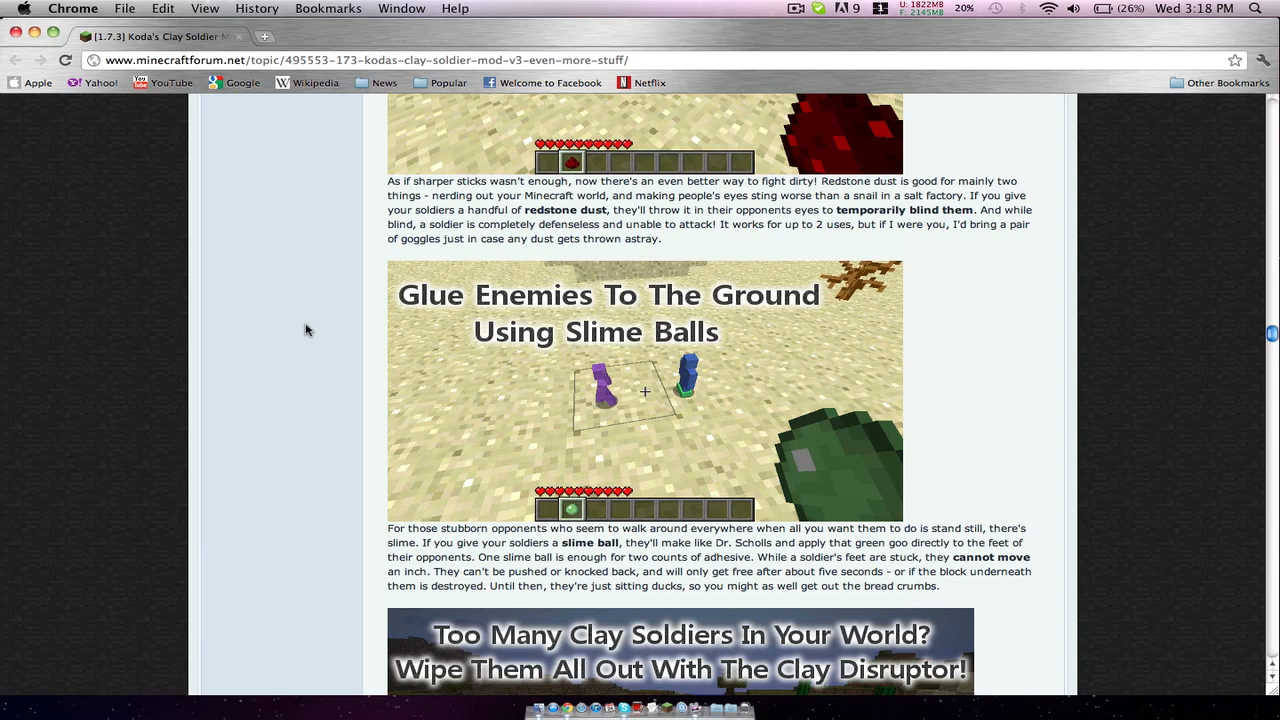 Chrome File Edit View History Bookmarks Window Help 9 U: 1822MB F: 2145MB 20% (26%) Wed 3:18 PM
[1.7.3] Koda's Clay Soldier M
www.minecraftforum.net/topic/495553-173-kodas-clay-soldier-mod-v3-even-more-stuff/
Apple Yahoo! YouTube Google Wikipedia News Popular Welcome to Facebook Netflix Other Bookmarks
As if sharper sticks wasn't enough, now there's an even better way to fight dirty! Redstone dust is good for mainly two
things - nerding out your Minecraft world, and making people's eyes sting worse than a snail in a salt factory. If you give
your soldiers a handful of redstone dust, they'll throw it in their opponents eyes to temporarily blind them. And while
blind, a soldier is completely defenseless and unable to attack! It works for up to 2 uses, but if I were you, I'd bring a pair
of goggles just in case any dust gets thrown astray.
Glue Enemies To The Ground
Using Slime Balls
For those stubborn opponents who seem to walk around everywhere when all you want them to do is stand still, there's
slime. If you give your soldiers a slime ball, they'll make like Dr. Scholls and apply that green goo directly to the feet of
their opponents. One slime ball is enough for two counts of adhesive. While a soldier's feet are stuck, they cannot move
an inch. They can't be pushed or knocked back, and will only get free after about five seconds - or if the block underneath
them is destroyed. Until then, they're just sitting ducks, so you might as well get out the bread crumbs.
Too Many Clay Soldiers In Your World?
Wipe Them All Out With The Clay Disruptor!